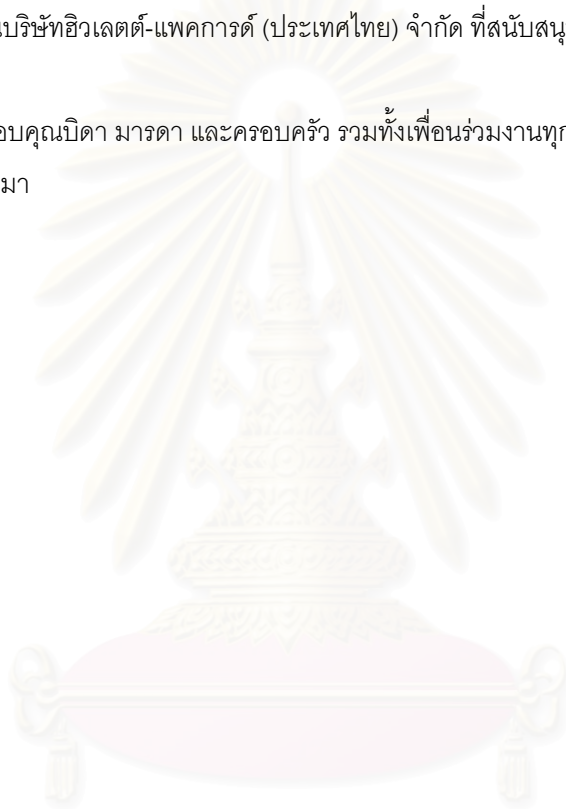 บริษัทฮิวเลตต์-แพคการ์ด (ประเทศไทย) จำกัด ที่สนับสนุ
อบคุณบิดา มารดา และครอบครัว รวมทั้งเพื่อนร่วมงานทุก
มา